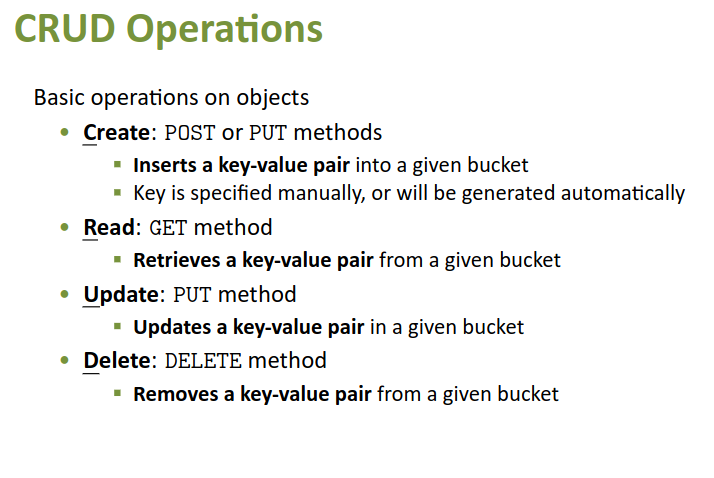 CRUD Operations
Basic operations on objects
• Create: POST or PUT methods
▪ Inserts a key-value pair into a given bucket
▪ Key is specified manually, or will be generated automatically
• Read: GET method
▪ Retrieves a key-value pair from a given bucket
• Update: PUT method
▪ Updates a key-value pair in a given bucket
• Delete: DELETE method
▪ Removes a key-value pair from a given bucket